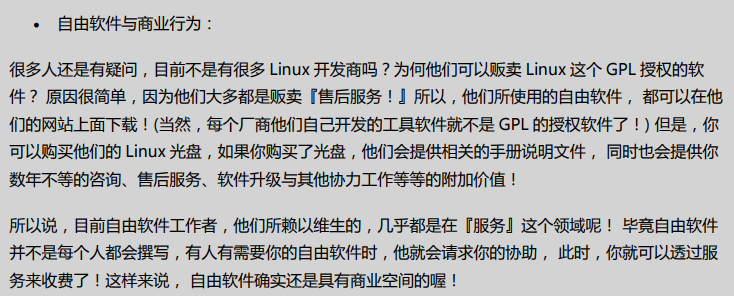 • 自由软件与商业行为：
很多人还是有疑问，目前不是有很多 Linux 开发商吗？为何他们可以贩卖 Linux 这个 GPL 授权的软
件？ 原因很简单，因为他们大多都是贩卖『售后服务！』所以，他们所使用的自由软件， 都可以在他
们的网站上面下载！(当然，每个厂商他们自己开发的工具软件就不是 GPL 的授权软件了！) 但是，你
可以购买他们的 Linux 光盘，如果你购买了光盘，他们会提供相关的手册说明文件， 同时也会提供你
数年不等的咨询、售后服务、软件升级与其他协力工作等等的附加价值！
所以说，目前自由软件工作者，他们所赖以维生的，几乎都是在『服务』这个领域呢！ 毕竟自由软件
并不是每个人都会撰写，有人有需要你的自由软件时，他就会请求你的协助， 此时，你就可以透过服
务来收费了！这样来说， 自由软件确实还是具有商业空间的喔！